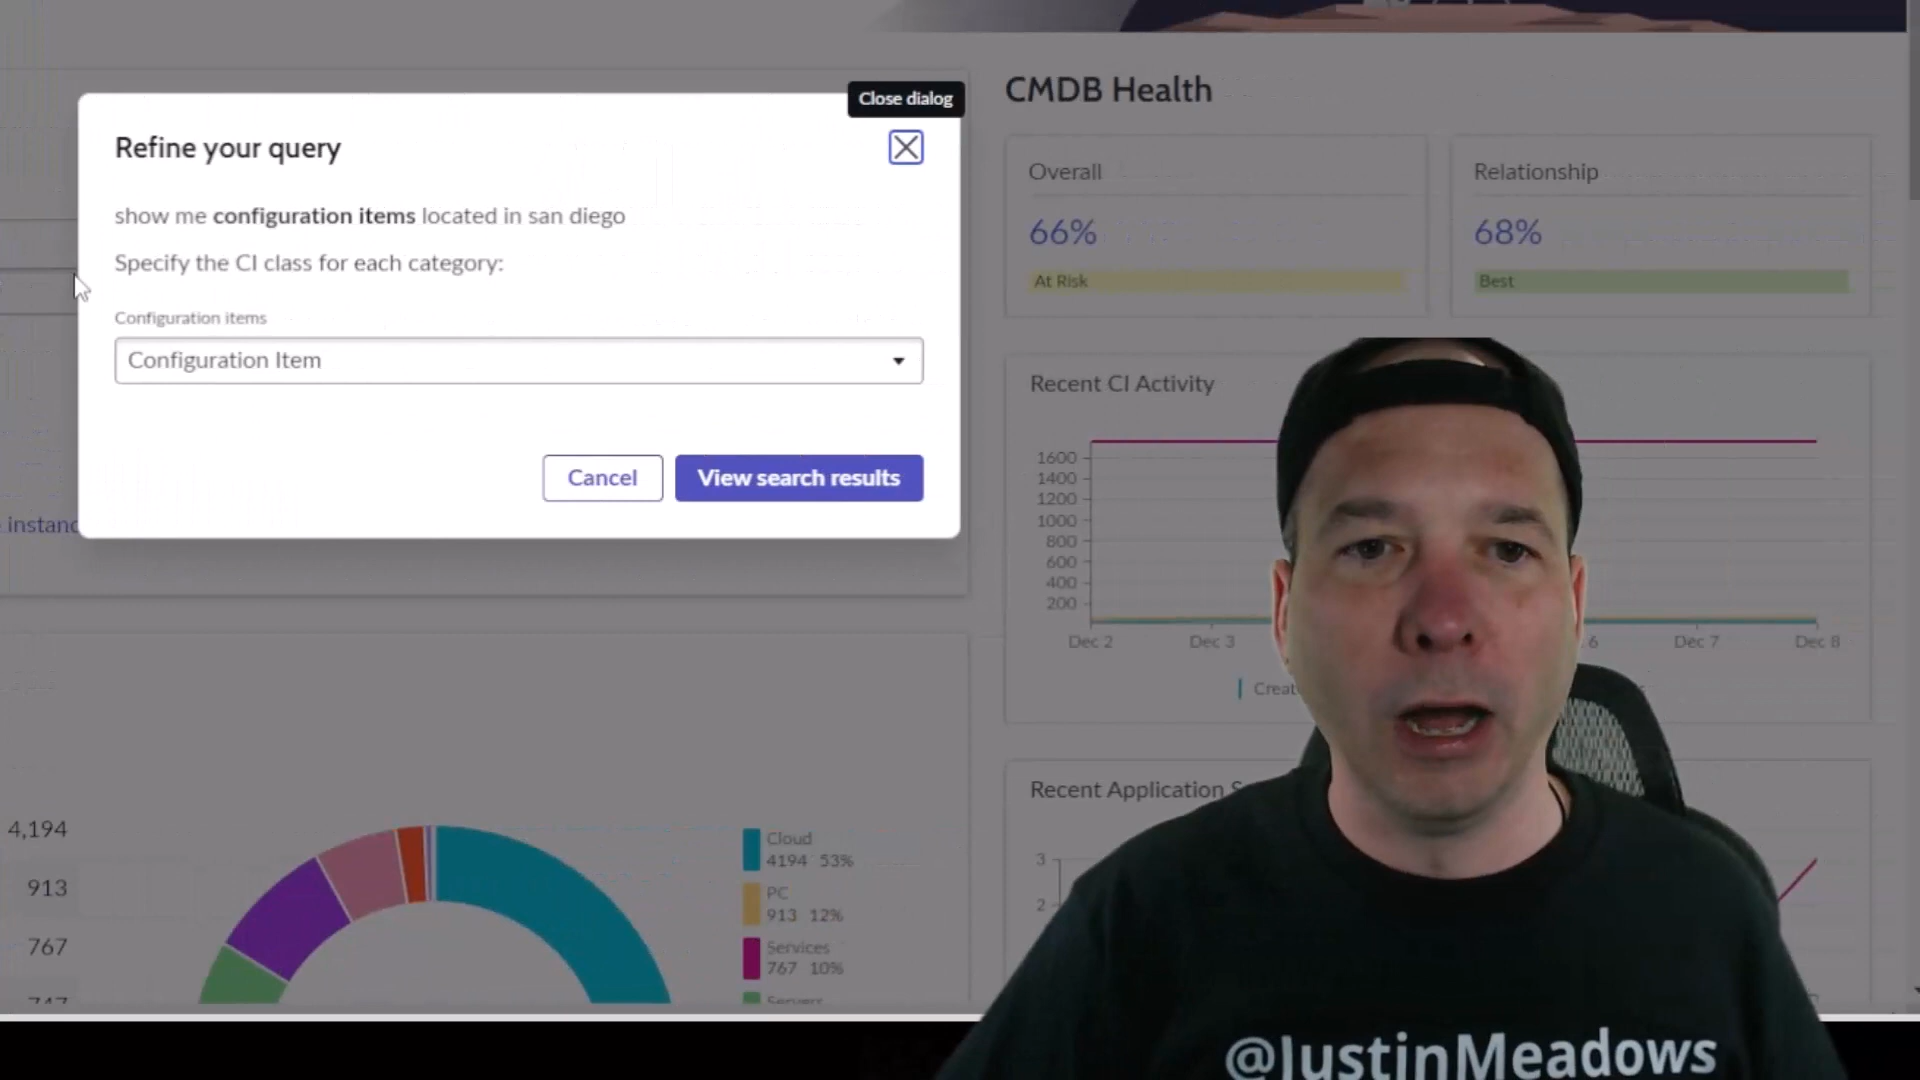 Close dialog
Refine your query
show me configuration items located in san diego
Specify the CI class for each category:
Configuration items
Configuration Item
Cancel
View search results
4,194
913
767
Cloud
4194 53%
PC
913 12%
Services
767 10%
Servers
CMDB Health
Overall
66%
At Risk
Relationship
68%
Best
Recent CI Activity
1600
1400
1200
1000
800
600
400
200
Dec 2
Dec 3
6
Dec 7
Dec 8
Recent Application
3
2
@JustinMeadows